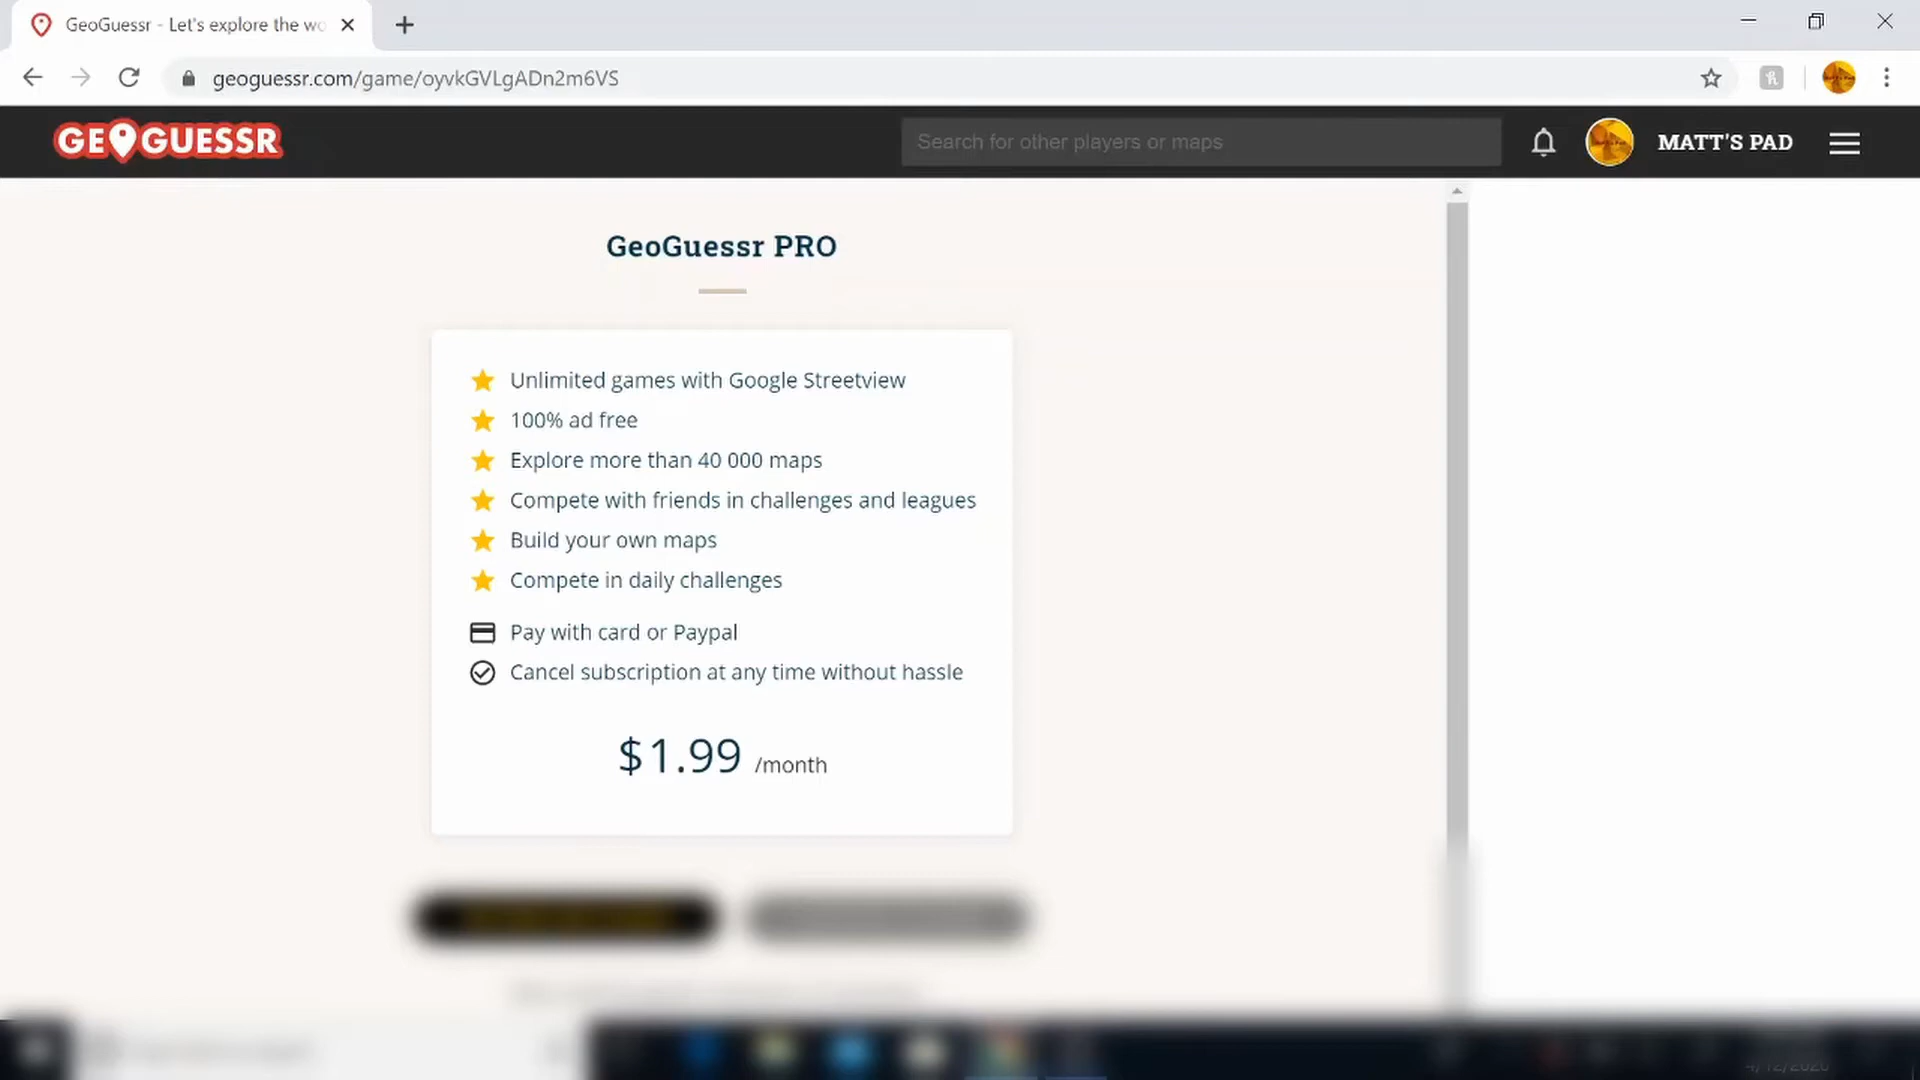 GeoGuessr - Let's explore the wo
geoguessr.com/game/oyvkGVLgADn2m6VS
GEOGUESSR
Search for other players or maps
MATT'S PAD
GeoGuessr PRO
Unlimited games with Google Streetview
100% ad free
Explore more than 40 000 maps
Compete with friends in challenges and leagues
Build your own maps
Compete in daily challenges
Pay with card or Paypal
Cancel subscription at any time without hassle
$1.99 /month
4/12/2020